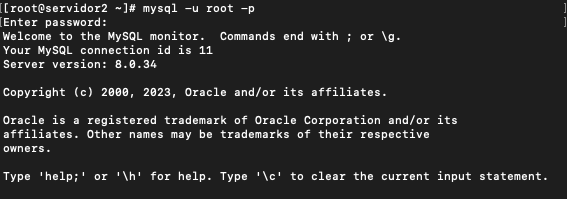 [[root@servidor2 ~]# mysql -u root -p ]
[Enter password: ]
Welcome to the MySQL monitor.  Commands end with ; or \g.
Your MySQL connection id is 11
Server version: 8.0.34
Copyright (c) 2000, 2023, Oracle and/or its affiliates.
Oracle is a registered trademark of Oracle Corporation and/or its
affiliates. Other names may be trademarks of their respective
owners.
Type 'help;' or '\h' for help. Type '\c' to clear the current input statement.